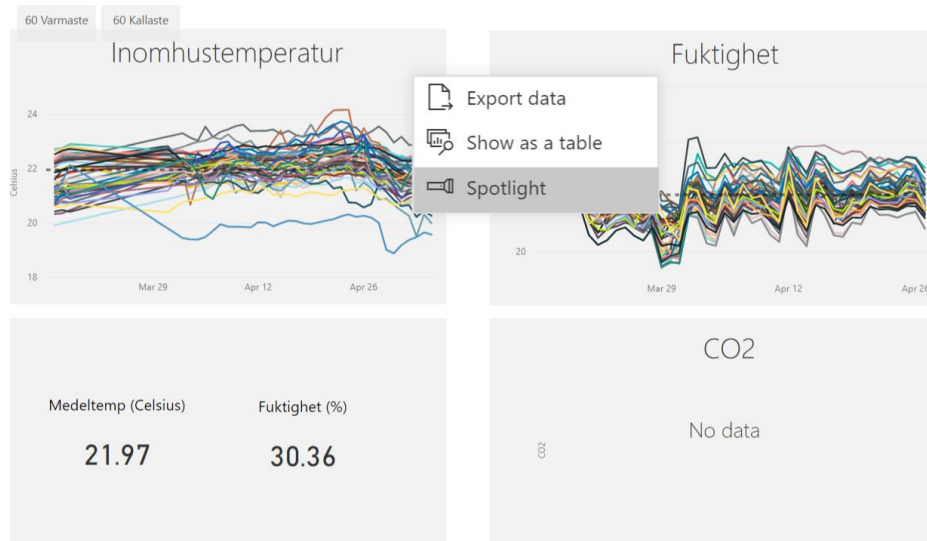 60 Varmaste
60 Kallaste
Inomhustemperatur
24
22
20
18
Celsius
Mar 29
Apr 12
Apr 26
Export data
Show as a table
Spotlight
Fuktighet
20
Mar 29
Apr 12
Apr 26
Medeltemp (Celsius)
21.97
Fuktighet (%)
30.36
CO2
No data
CO2